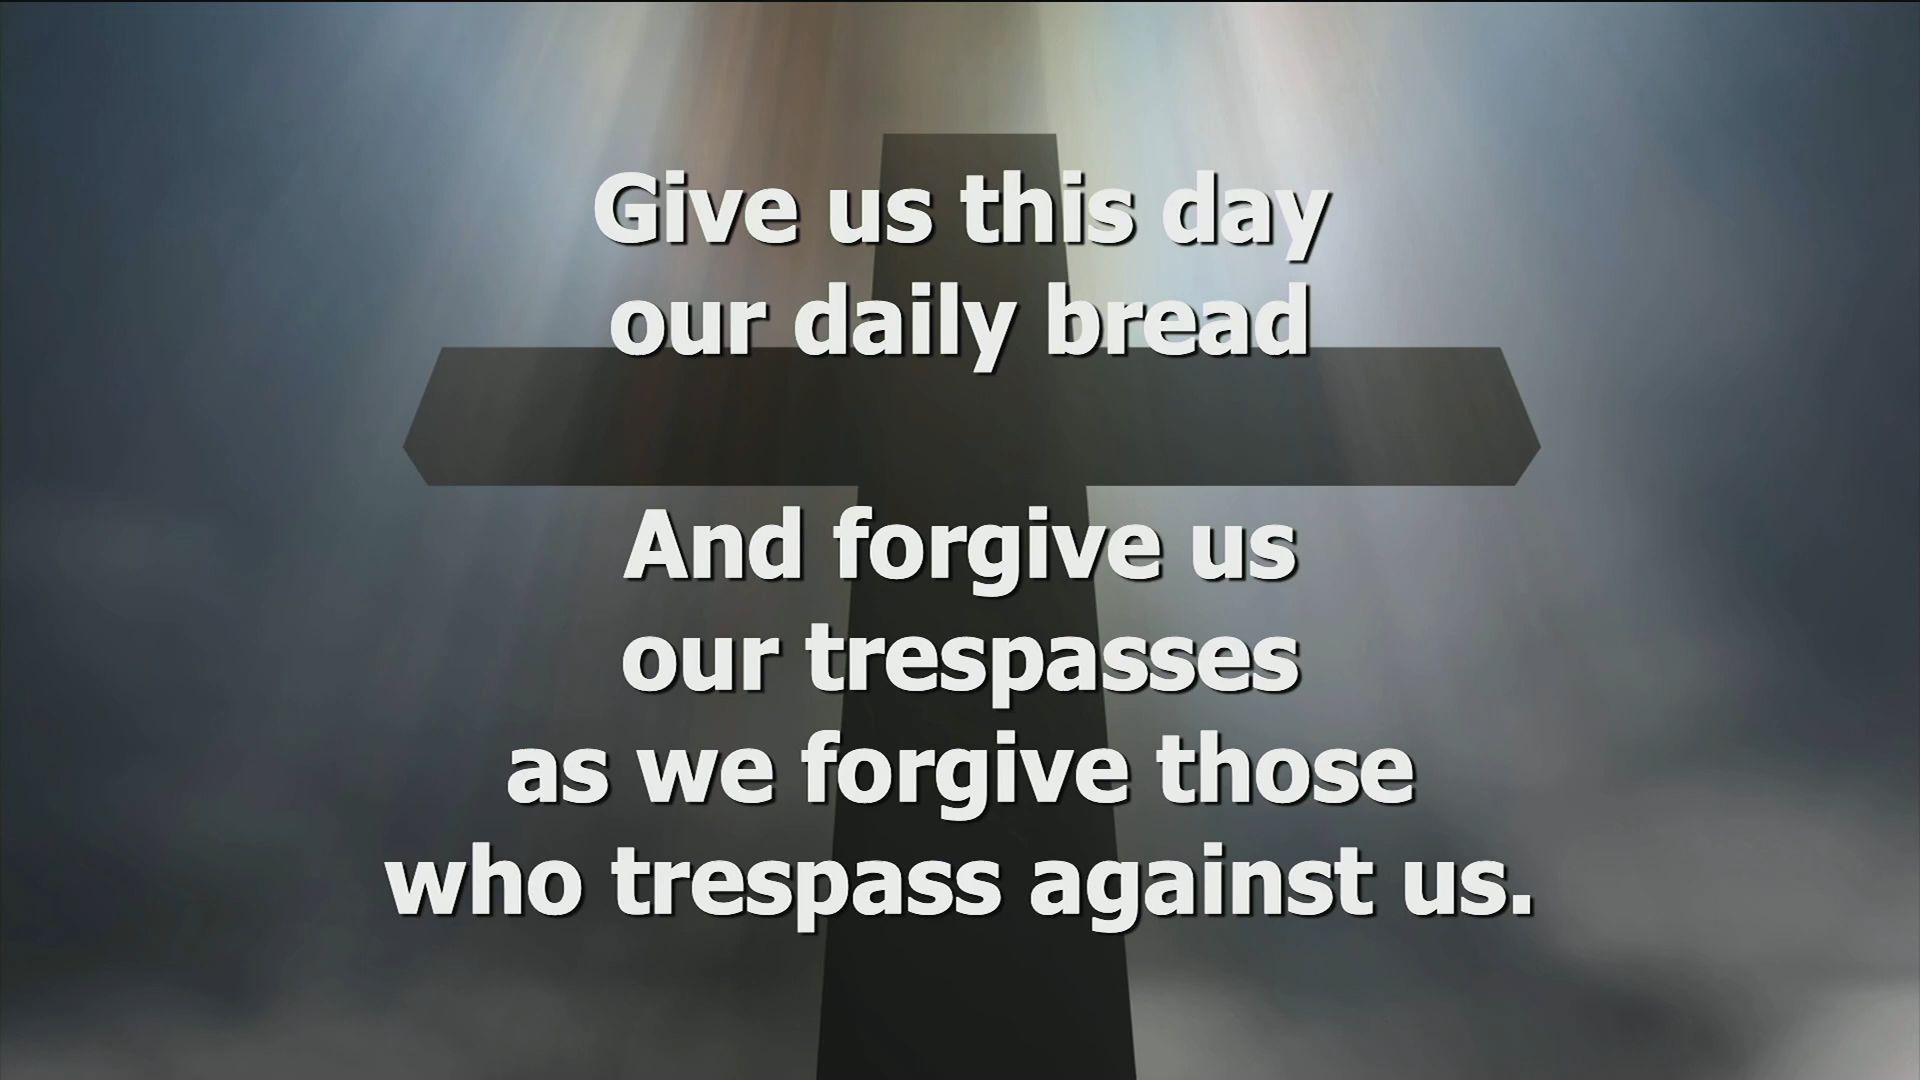 Give us this day
our daily bread
And forgive us
our trespasses
as we forgive those
who trespass against us.